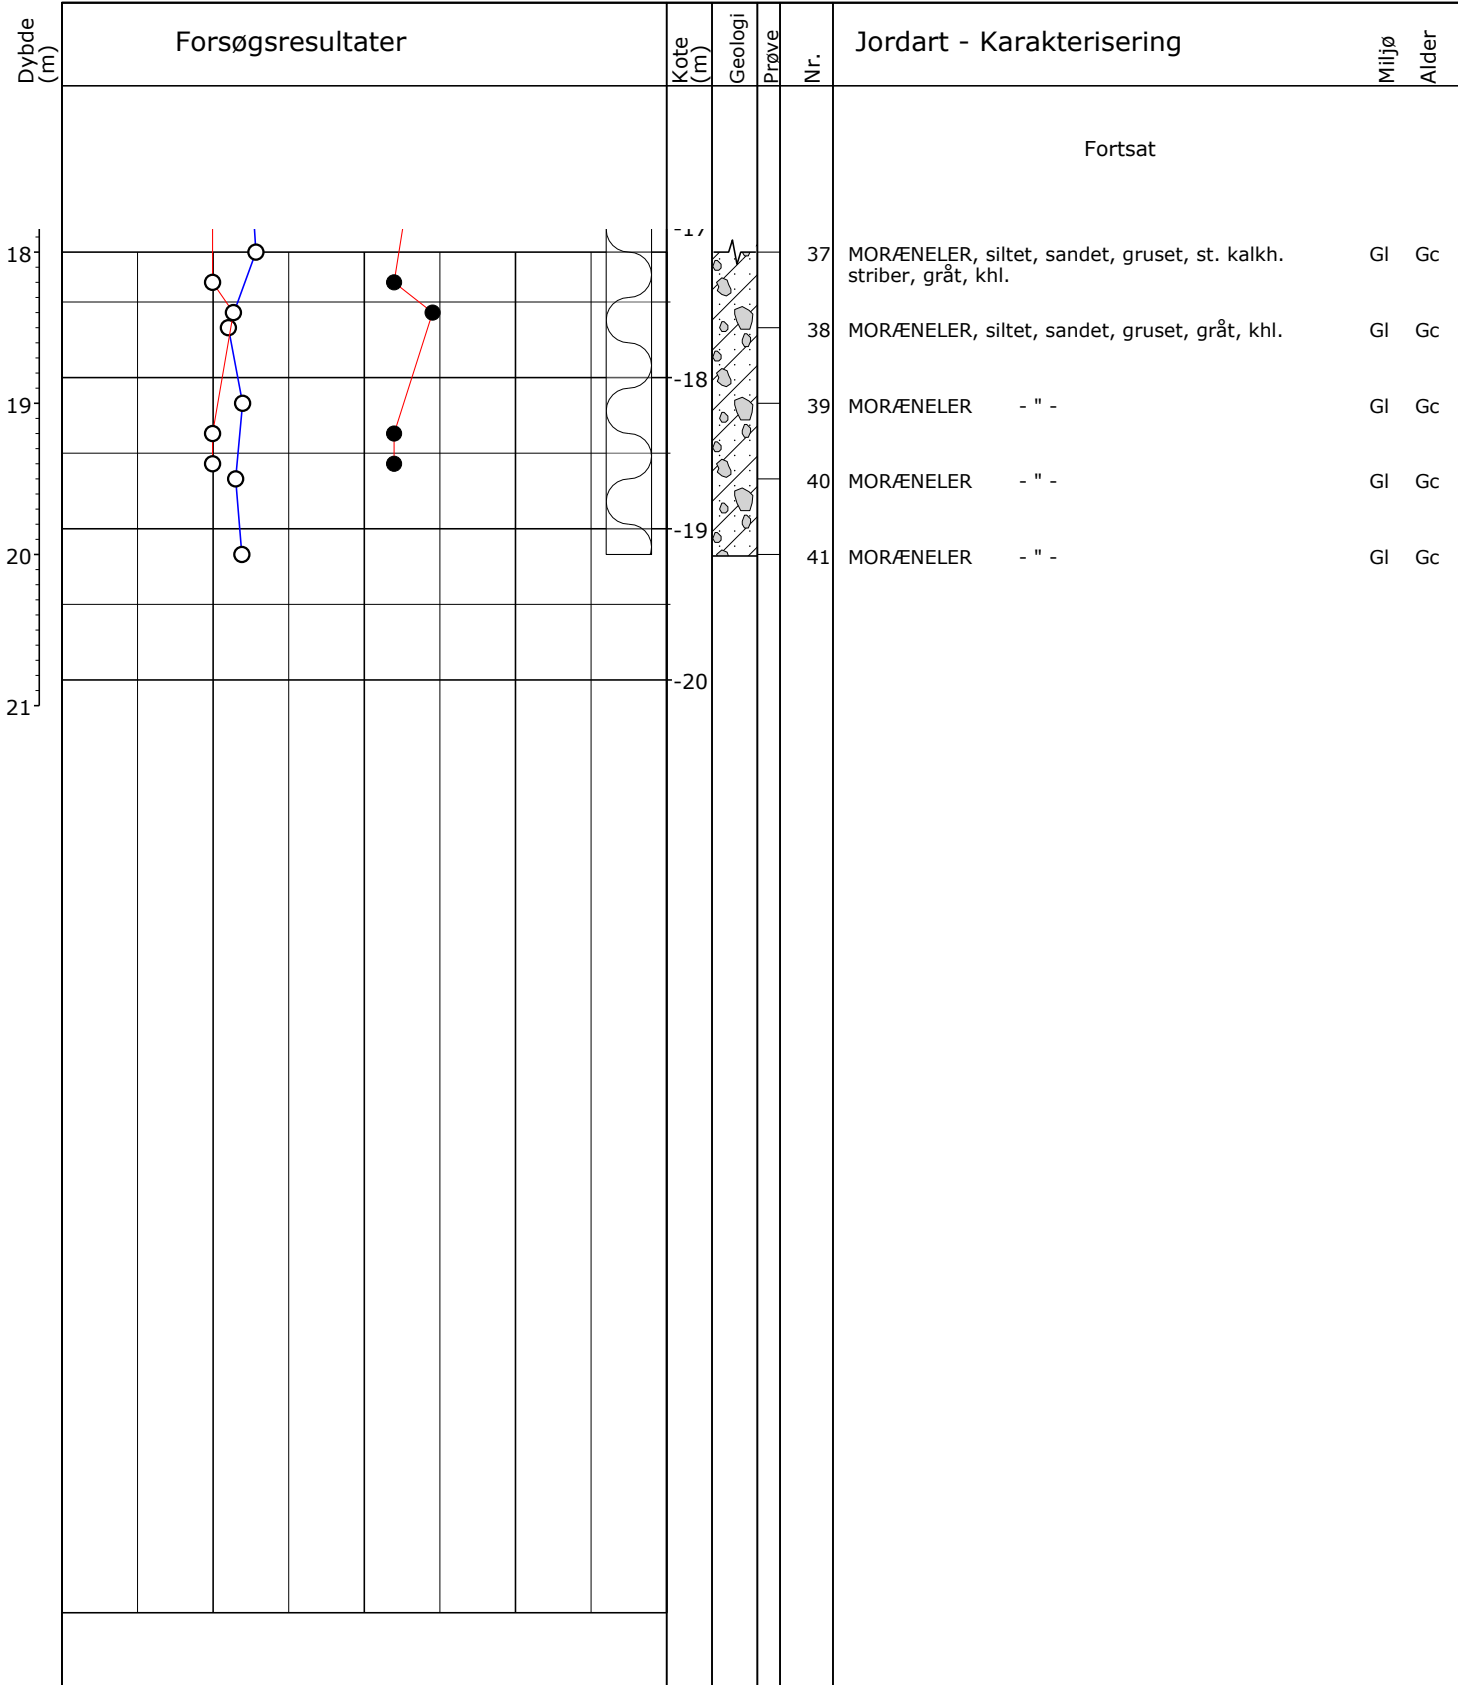 Dybde (m)
Forsøgsresultater
Kote (m)
Geologi
Prøve
Nr.
Jordart - Karakterisering
Miljø
Alder
Fortsat
-17
18
37 MORÆNELER, siltet, sandet, gruset, st. kalkh. Gl Gc
striber, gråt, khl.
38 MORÆNELER, siltet, sandet, gruset, gråt, khl. Gl Gc
-18
19
39 MORÆNELER - " - Gl Gc
40 MORÆNELER - " - Gl Gc
-19
20
41 MORÆNELER - " - Gl Gc
-20
21